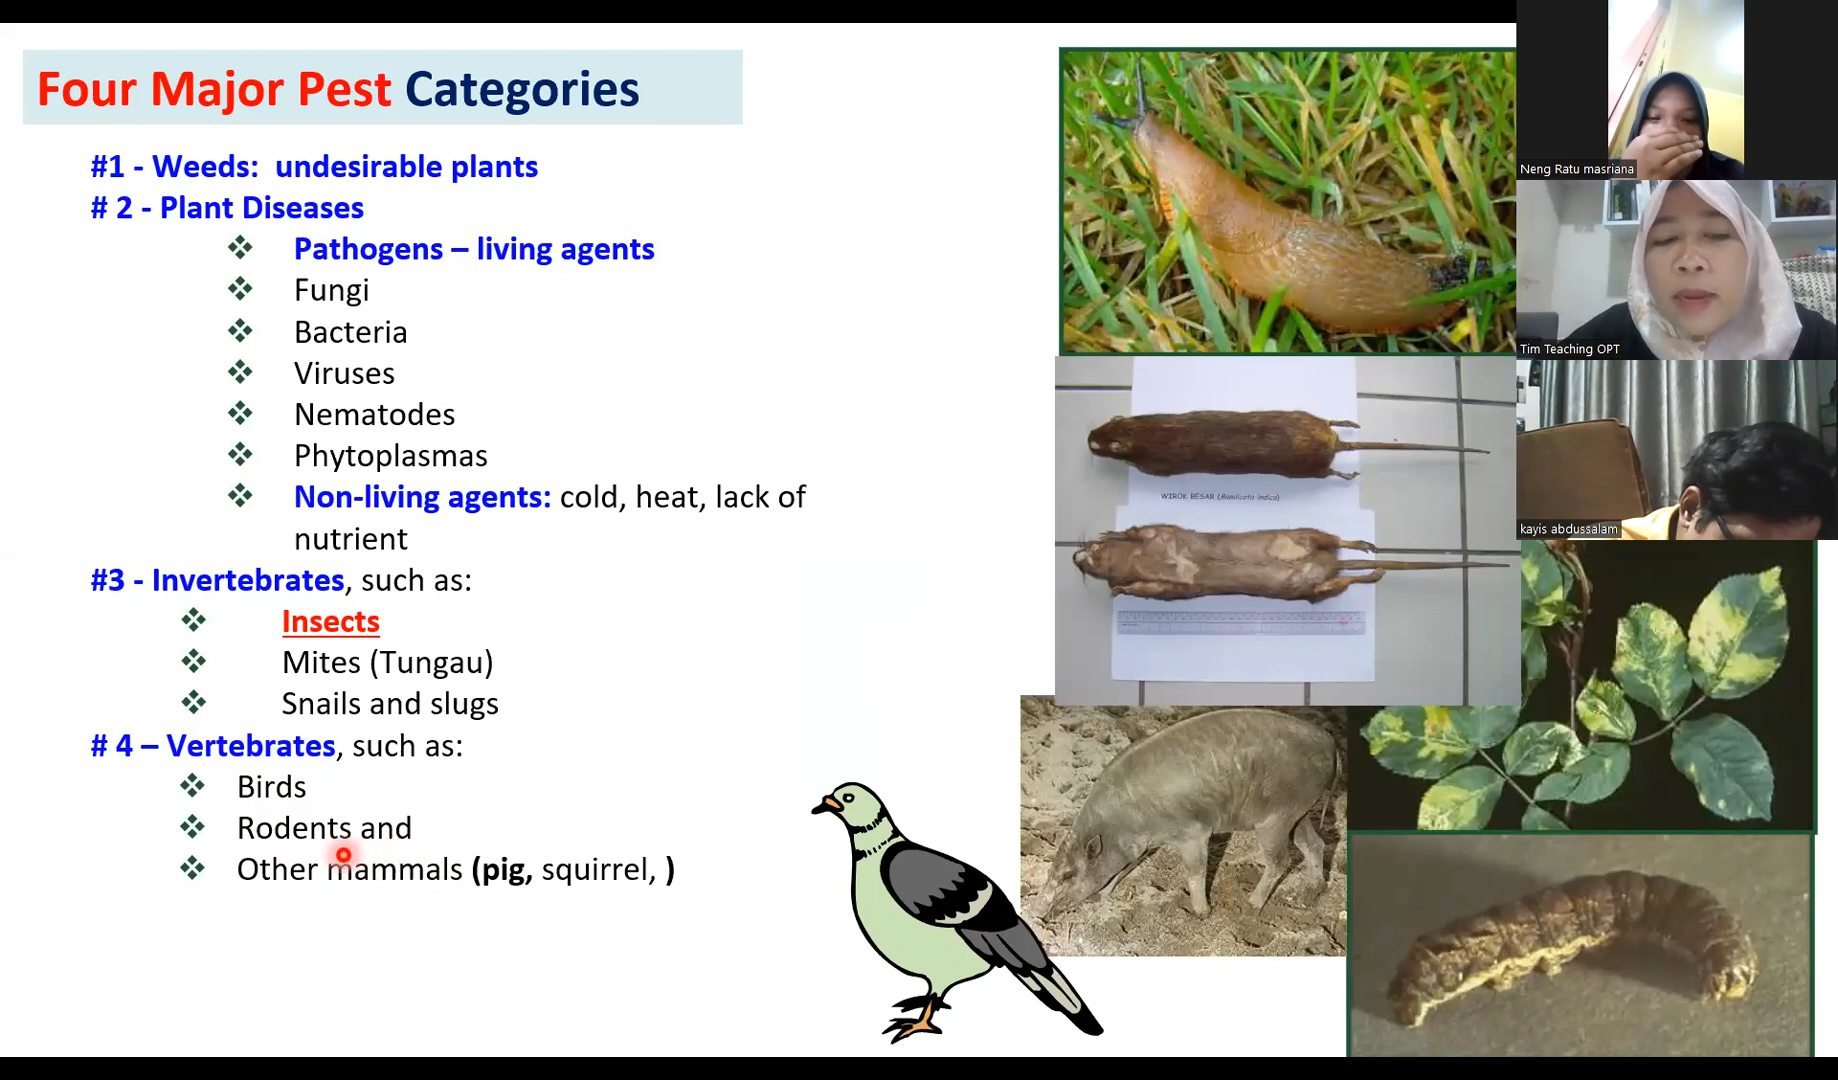 Four Major Pest Categories
#1 - Weeds: undesirable plants
# 2 - Plant Diseases
Pathogens – living agents
Fungi
Bacteria
Viruses
Nematodes
Phytoplasmas
Non-living agents: cold, heat, lack of
nutrient
#3 - Invertebrates, such as:
Insects
Mites (Tungau)
Snails and slugs
# 4 – Vertebrates, such as:
Birds
Rodents and
Other mammals (pig, squirrel, )
WIROK BESAR (Bandicota indica)
Neng Ratu masriana
Tim Teaching OPT
kayis abdussalam